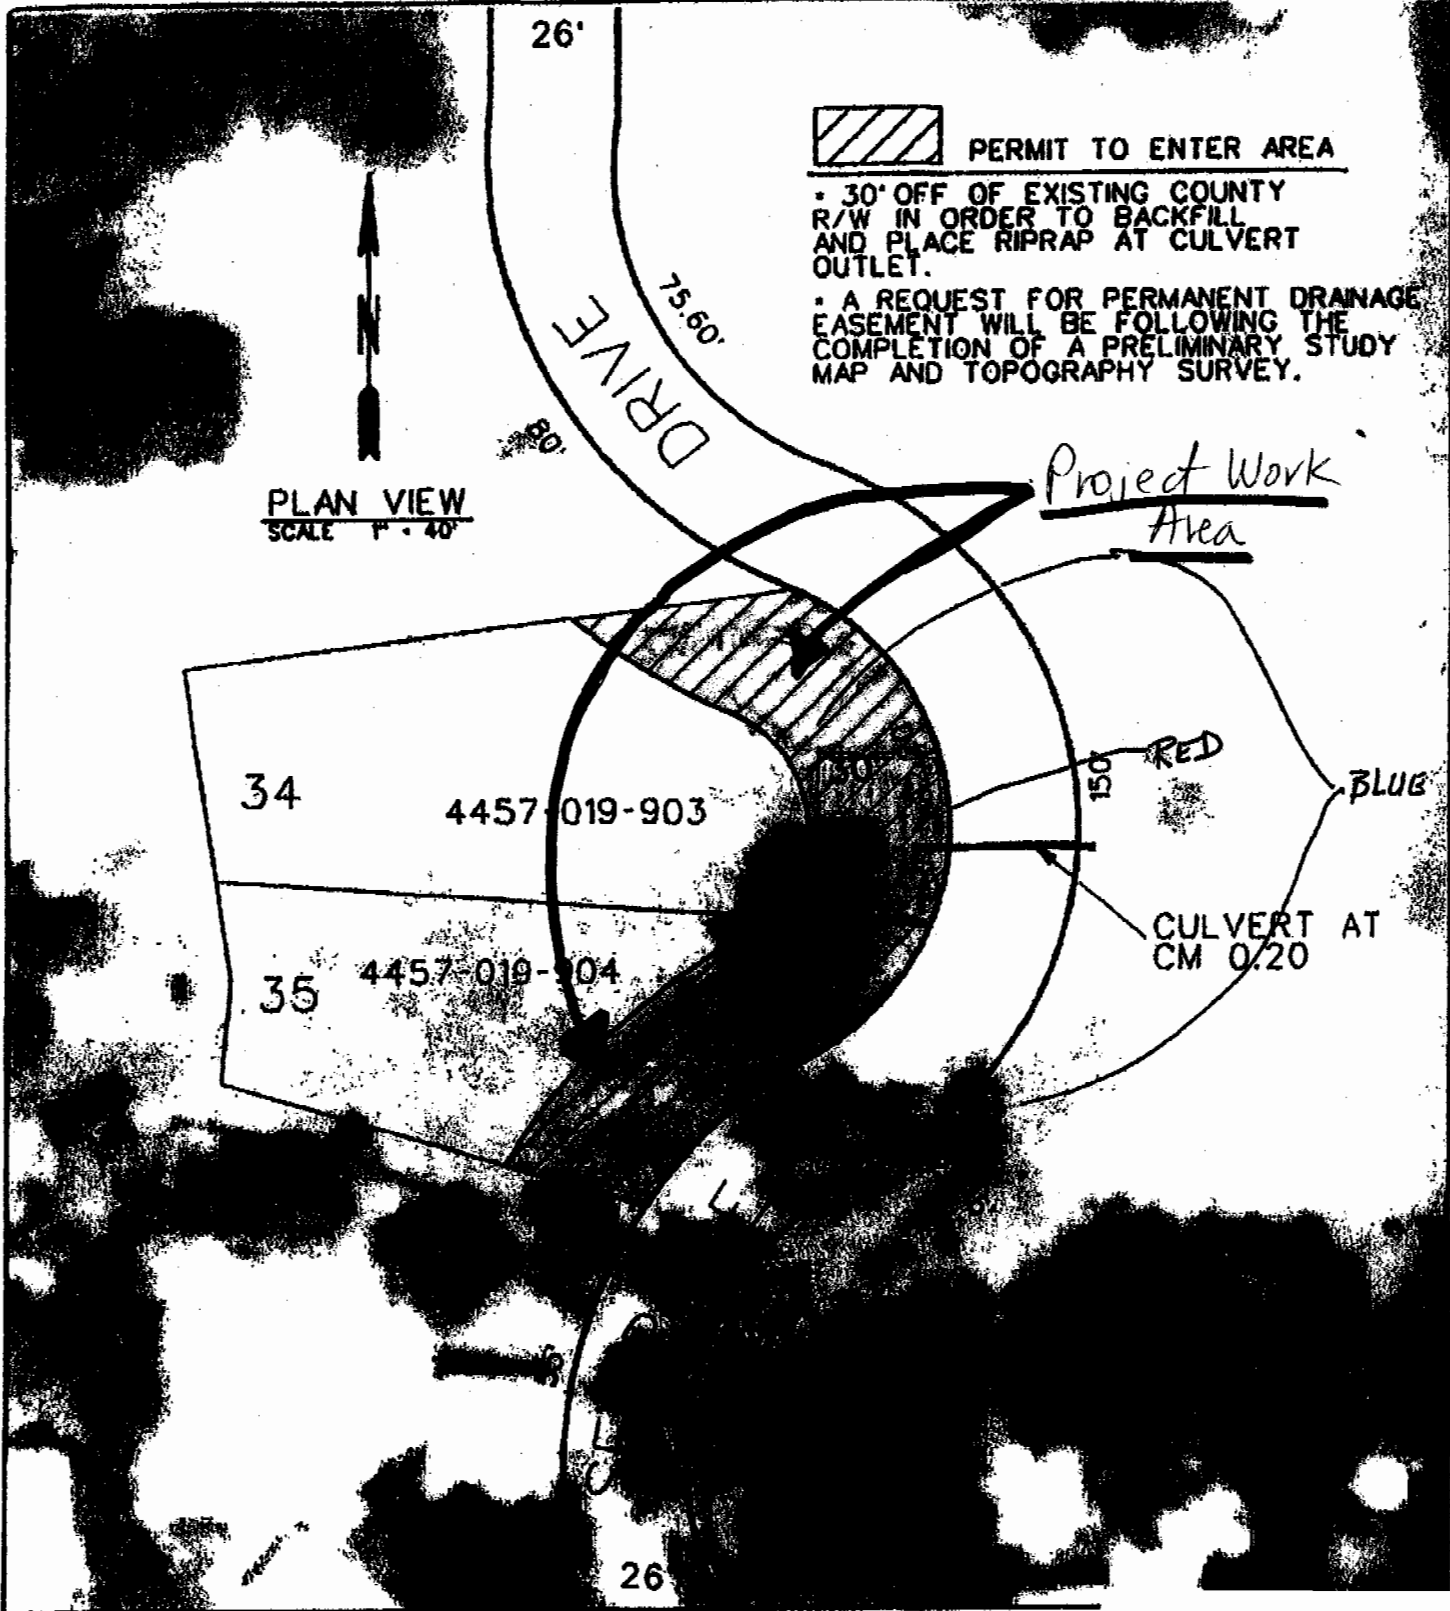 26'
PERMIT TO ENTER AREA
• 30' OFF OF EXISTING COUNTY
R/W IN ORDER TO BACKFILL
AND PLACE RIPRAP AT CULVERT
OUTLET.
• A REQUEST FOR PERMANENT DRAINAGE
EASEMENT WILL BE FOLLOWING THE
COMPLETION OF A PRELIMINARY STUDY
MAP AND TOPOGRAPHY SURVEY.
75.60'
DRIVE
80'
N
PLAN VIEW
SCALE 1" = 40'
Project Work
Area
RED
150'
BLUE
30'
34
4457-019-903
CULVERT AT
CM 0.20
35
4457-019-904
26